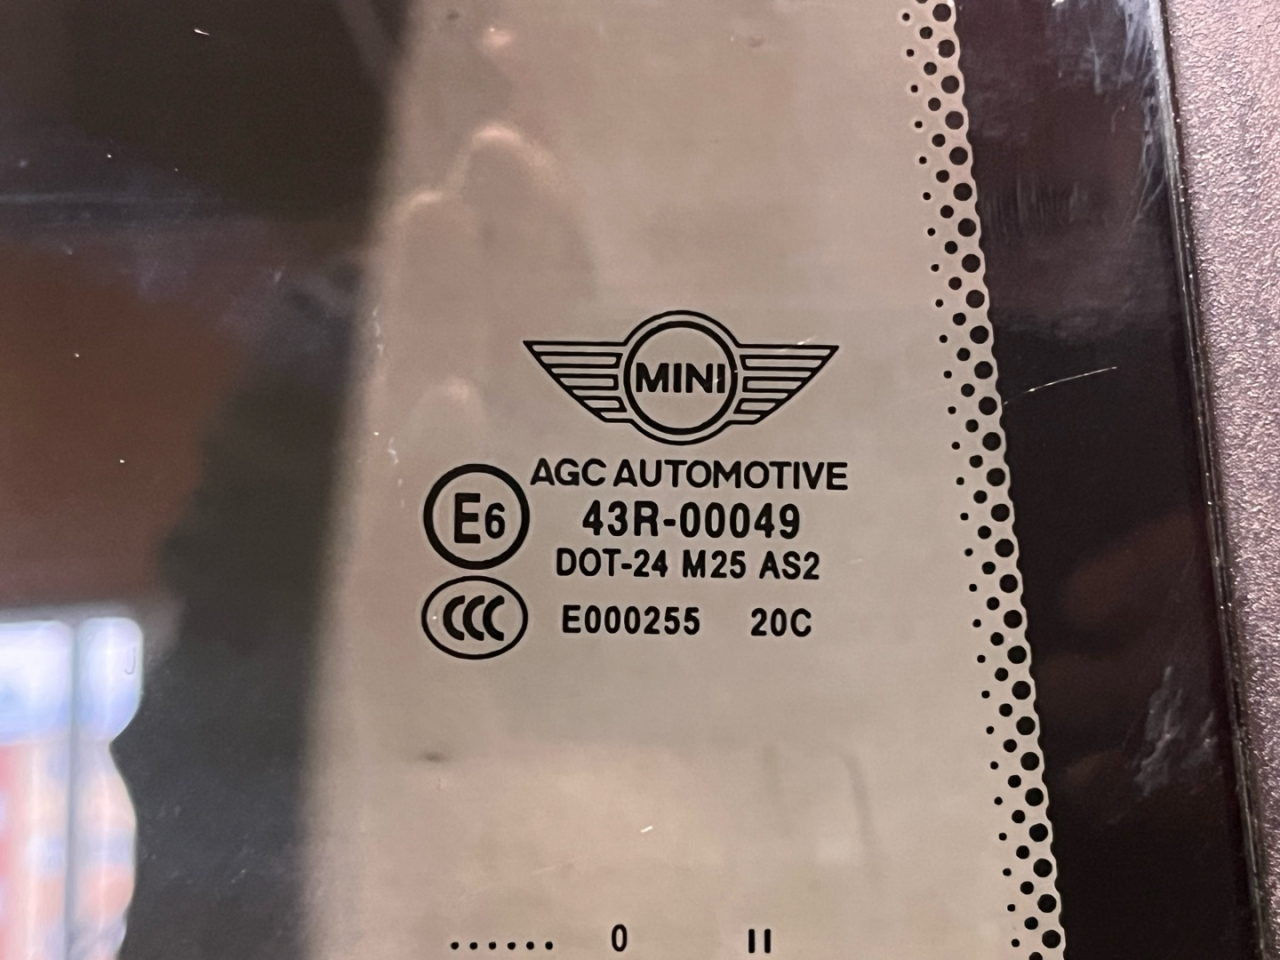 MINI
AGC AUTOMOTIVE
E6 43R-00049
DOT-24 M25 AS2
CCC E000255 20C
...... 0 II